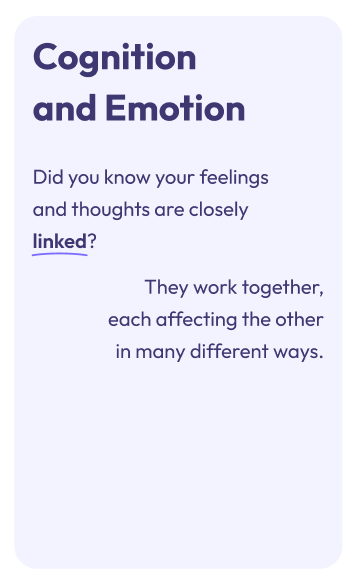 Cognition
and Emotion
Did you know your feelings
and thoughts are closely
linked?
They work together,
each affecting the other
in many different ways.